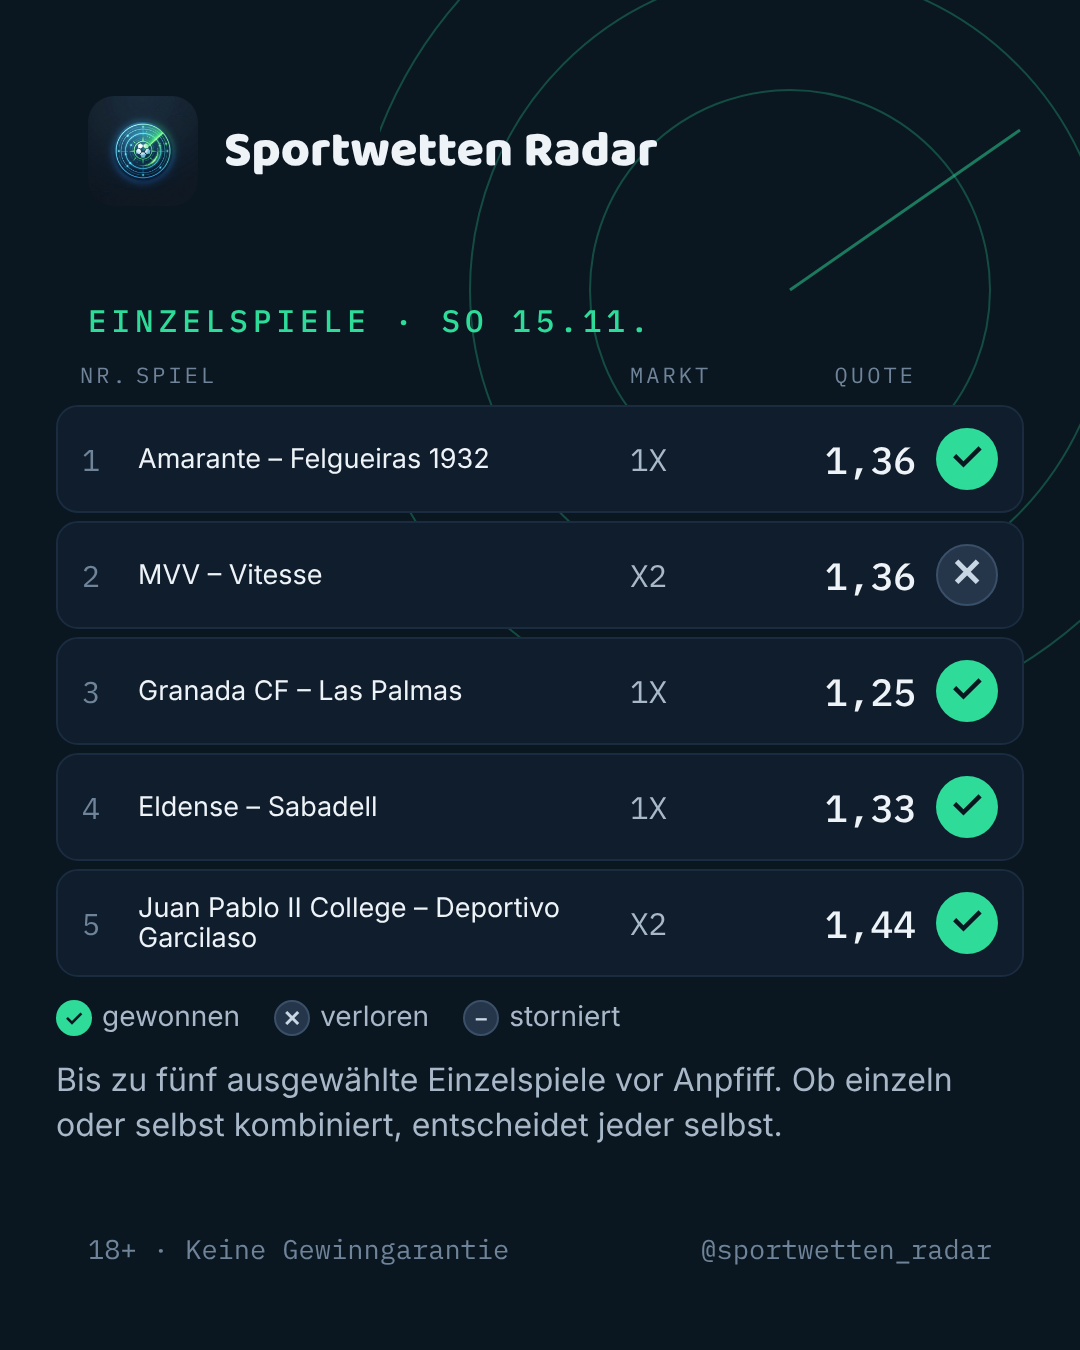 Sportwetten Radar
EINZELSPIELE · SO 15.11.
NR. SPIEL MARKT QUOTE
1 Amarante – Felgueiras 1932 1X 1,36
2 MVV – Vitesse X2 1,36
3 Granada CF – Las Palmas 1X 1,25
4 Eldense – Sabadell 1X 1,33
5 Juan Pablo II College – Deportivo Garcilaso X2 1,44
gewonnen verloren storniert
Bis zu fünf ausgewählte Einzelspiele vor Anpfiff. Ob einzeln
oder selbst kombiniert, entscheidet jeder selbst.
18+ · Keine Gewinngarantie @sportwetten_radar